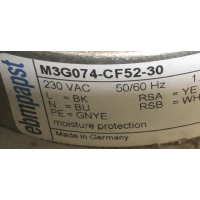 ebmpapst
M3G074-CF52-30
230 VAC 50/60 Hz 1
L = BK RSA = YE
N = BU RSB = WH
PE = GNYE
moisture protection
Made in Germany